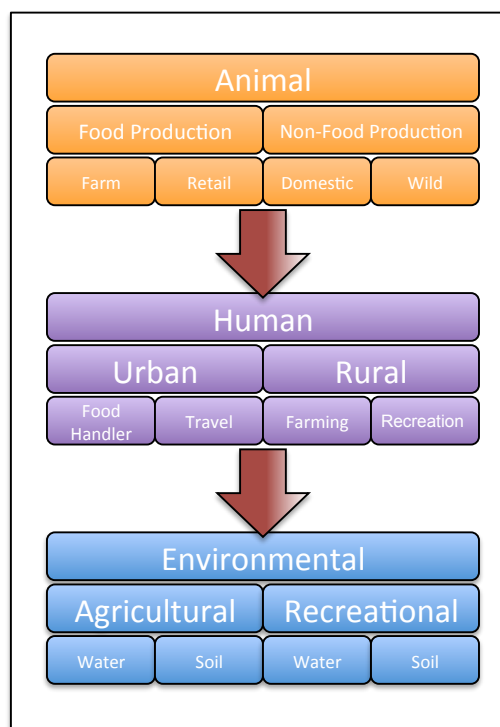 Animal
Food Production Non-Food Production
Farm Retail Domestic Wild
Human
Urban Rural
Food
Handler Travel Farming Recreation
Environmental
Agricultural Recreational
Water Soil Water Soil